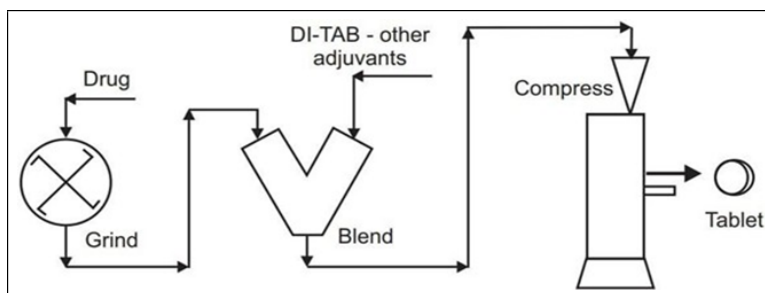 Drug
Grind
DI-TAB - other
adjuvants
Blend
Compress
Tablet